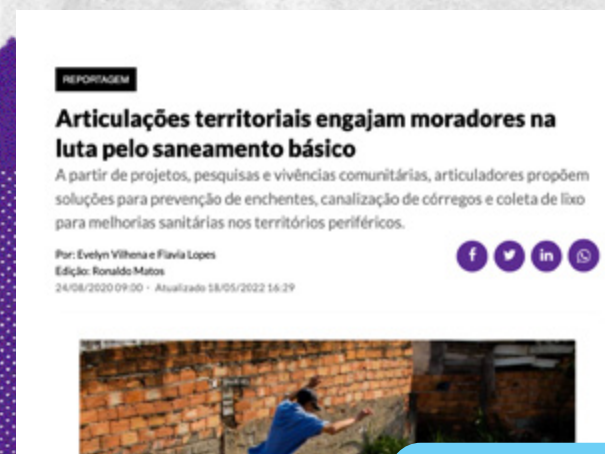 REPORTAGEM
Articulações territoriais engajam moradores na
luta pelo saneamento básico
A partir de projetos, pesquisas e vivências comunitárias, articuladores propõem
soluções para prevenção de enchentes, canalização de córregos e coleta de lixo
para melhorias sanitárias nos territórios periféricos.
Por: Evelyn Vilhena e Flavia Lopes
Edição: Ronaldo Matos
24/08/2020 09:00 - Atualizado 18/05/2022 16:29